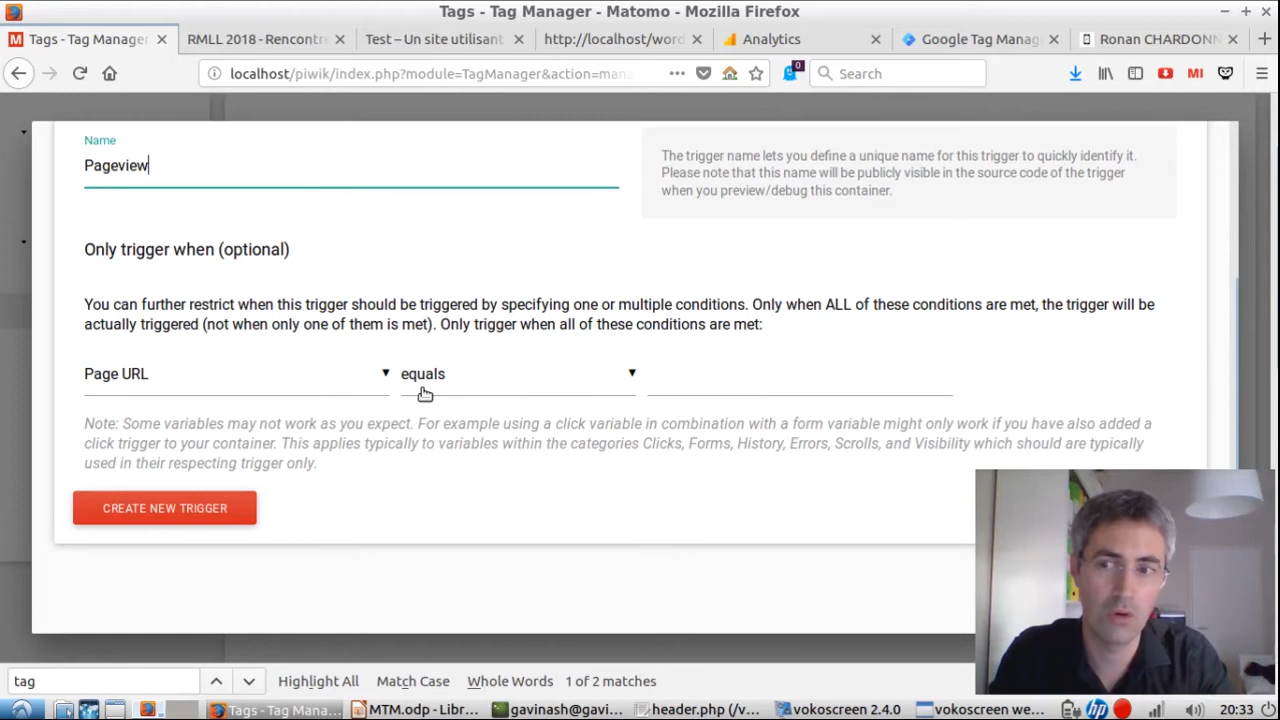 Tags - Tag Manager - Matomo - Mozilla Firefox
Tags - Tag Manager
RMLL 2018 - Rencontre
Test – Un site utilisant
http://localhost/word
Analytics
Google Tag Manag
Ronan CHARDONN
localhost/piwik/index.php?module=TagManager&action=mana
0
Search
MI
Name
Pageview
The trigger name lets you define a unique name for this trigger to quickly identify it.
Please note that this name will be publicly visible in the source code of the trigger
when you preview/debug this container.
Only trigger when (optional)
You can further restrict when this trigger should be triggered by specifying one or multiple conditions. Only when ALL of these conditions are met, the trigger will be
actually triggered (not when only one of them is met). Only trigger when all of these conditions are met:
Page URL
equals
Note: Some variables may not work as you expect. For example using a click variable in combination with a form variable might only work if you have also added a
click trigger to your container. This applies typically to variables within the categories Clicks, Forms, History, Errors, Scrolls, and Visibility which should are typically
used in their respecting trigger only.
CREATE NEW TRIGGER
tag
Highlight All
Match Case
Whole Words
1 of 2 matches
Tags - Tag Mana...
MTM.odp - Libr...
gavinash@gavin...
header.php (/v...
vokoscreen 2.4.0
vokoscreen we...
hp
20:33